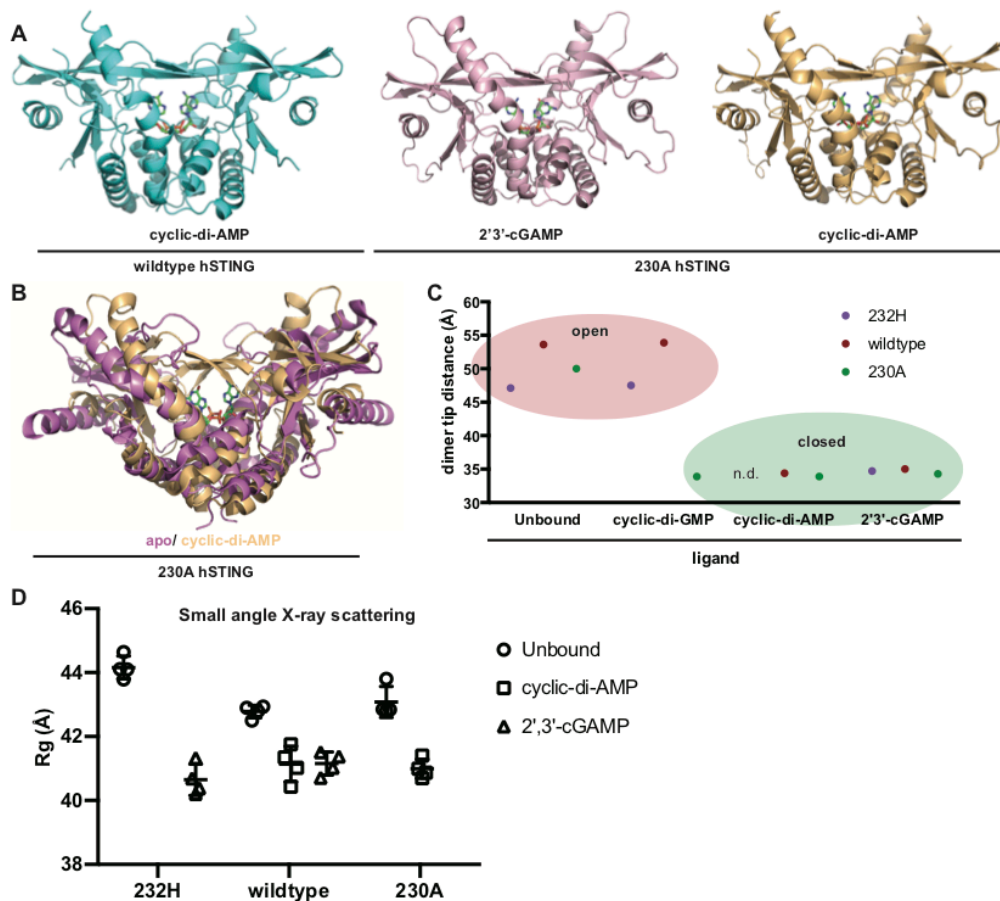 A
cyclic-di-AMP
2'3'-cGAMP
cyclic-di-AMP
wildtype hSTING
230A hSTING
B
apo/ cyclic-di-AMP
230A hSTING
C
60
55
50
45
40
35
30
dimer tip distance (Å)
open
closed
n.d.
232H
wildtype
230A
Unbound
cyclic-di-GMP
cyclic-di-AMP
2'3'-cGAMP
ligand
D
46
44
42
40
38
Rg (Å)
Small angle X-ray scattering
Unbound
cyclic-di-AMP
2',3'-cGAMP
232H
wildtype
230A